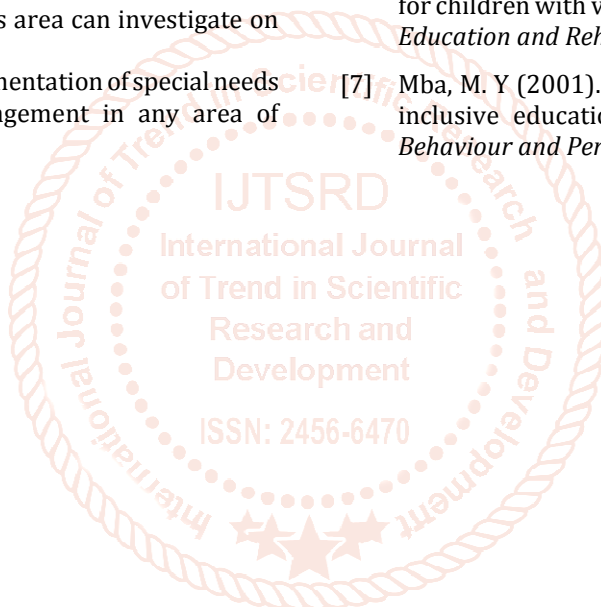 s area can investigate on
mentation of special needs
gement in any area of
for children with v
Education and Reh
[7] Mba, M. Y (2001).
inclusive education
Behaviour and Per
International Journal of Trend in Scientific Research and Development
IJTSRD
International Journal
of Trend in Scientific
Research and
Development
ISSN: 2456-6470